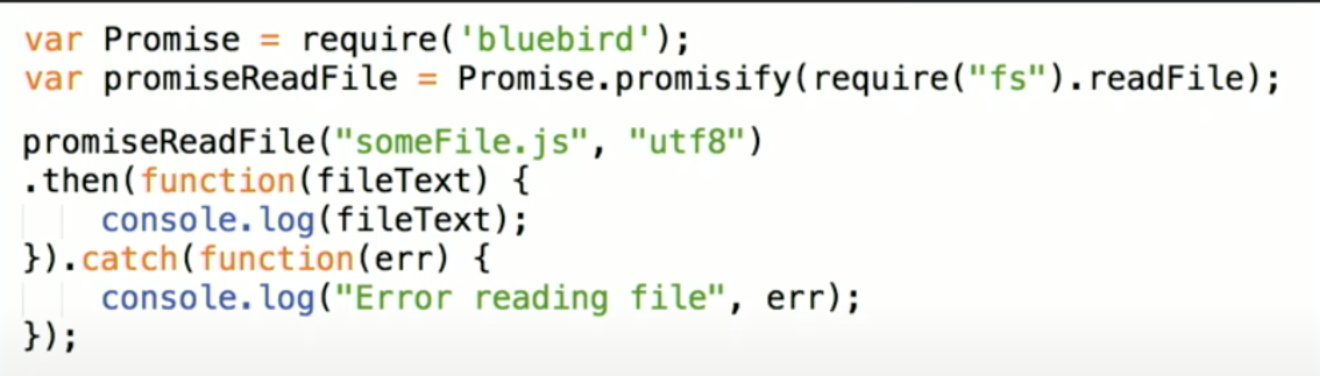 var Promise = require('bluebird');
var promiseReadFile = Promise.promisify(require("fs").readFile);
promiseReadFile("someFile.js", "utf8")
.then(function(fileText) {
    console.log(fileText);
}).catch(function(err) {
    console.log("Error reading file", err);
});